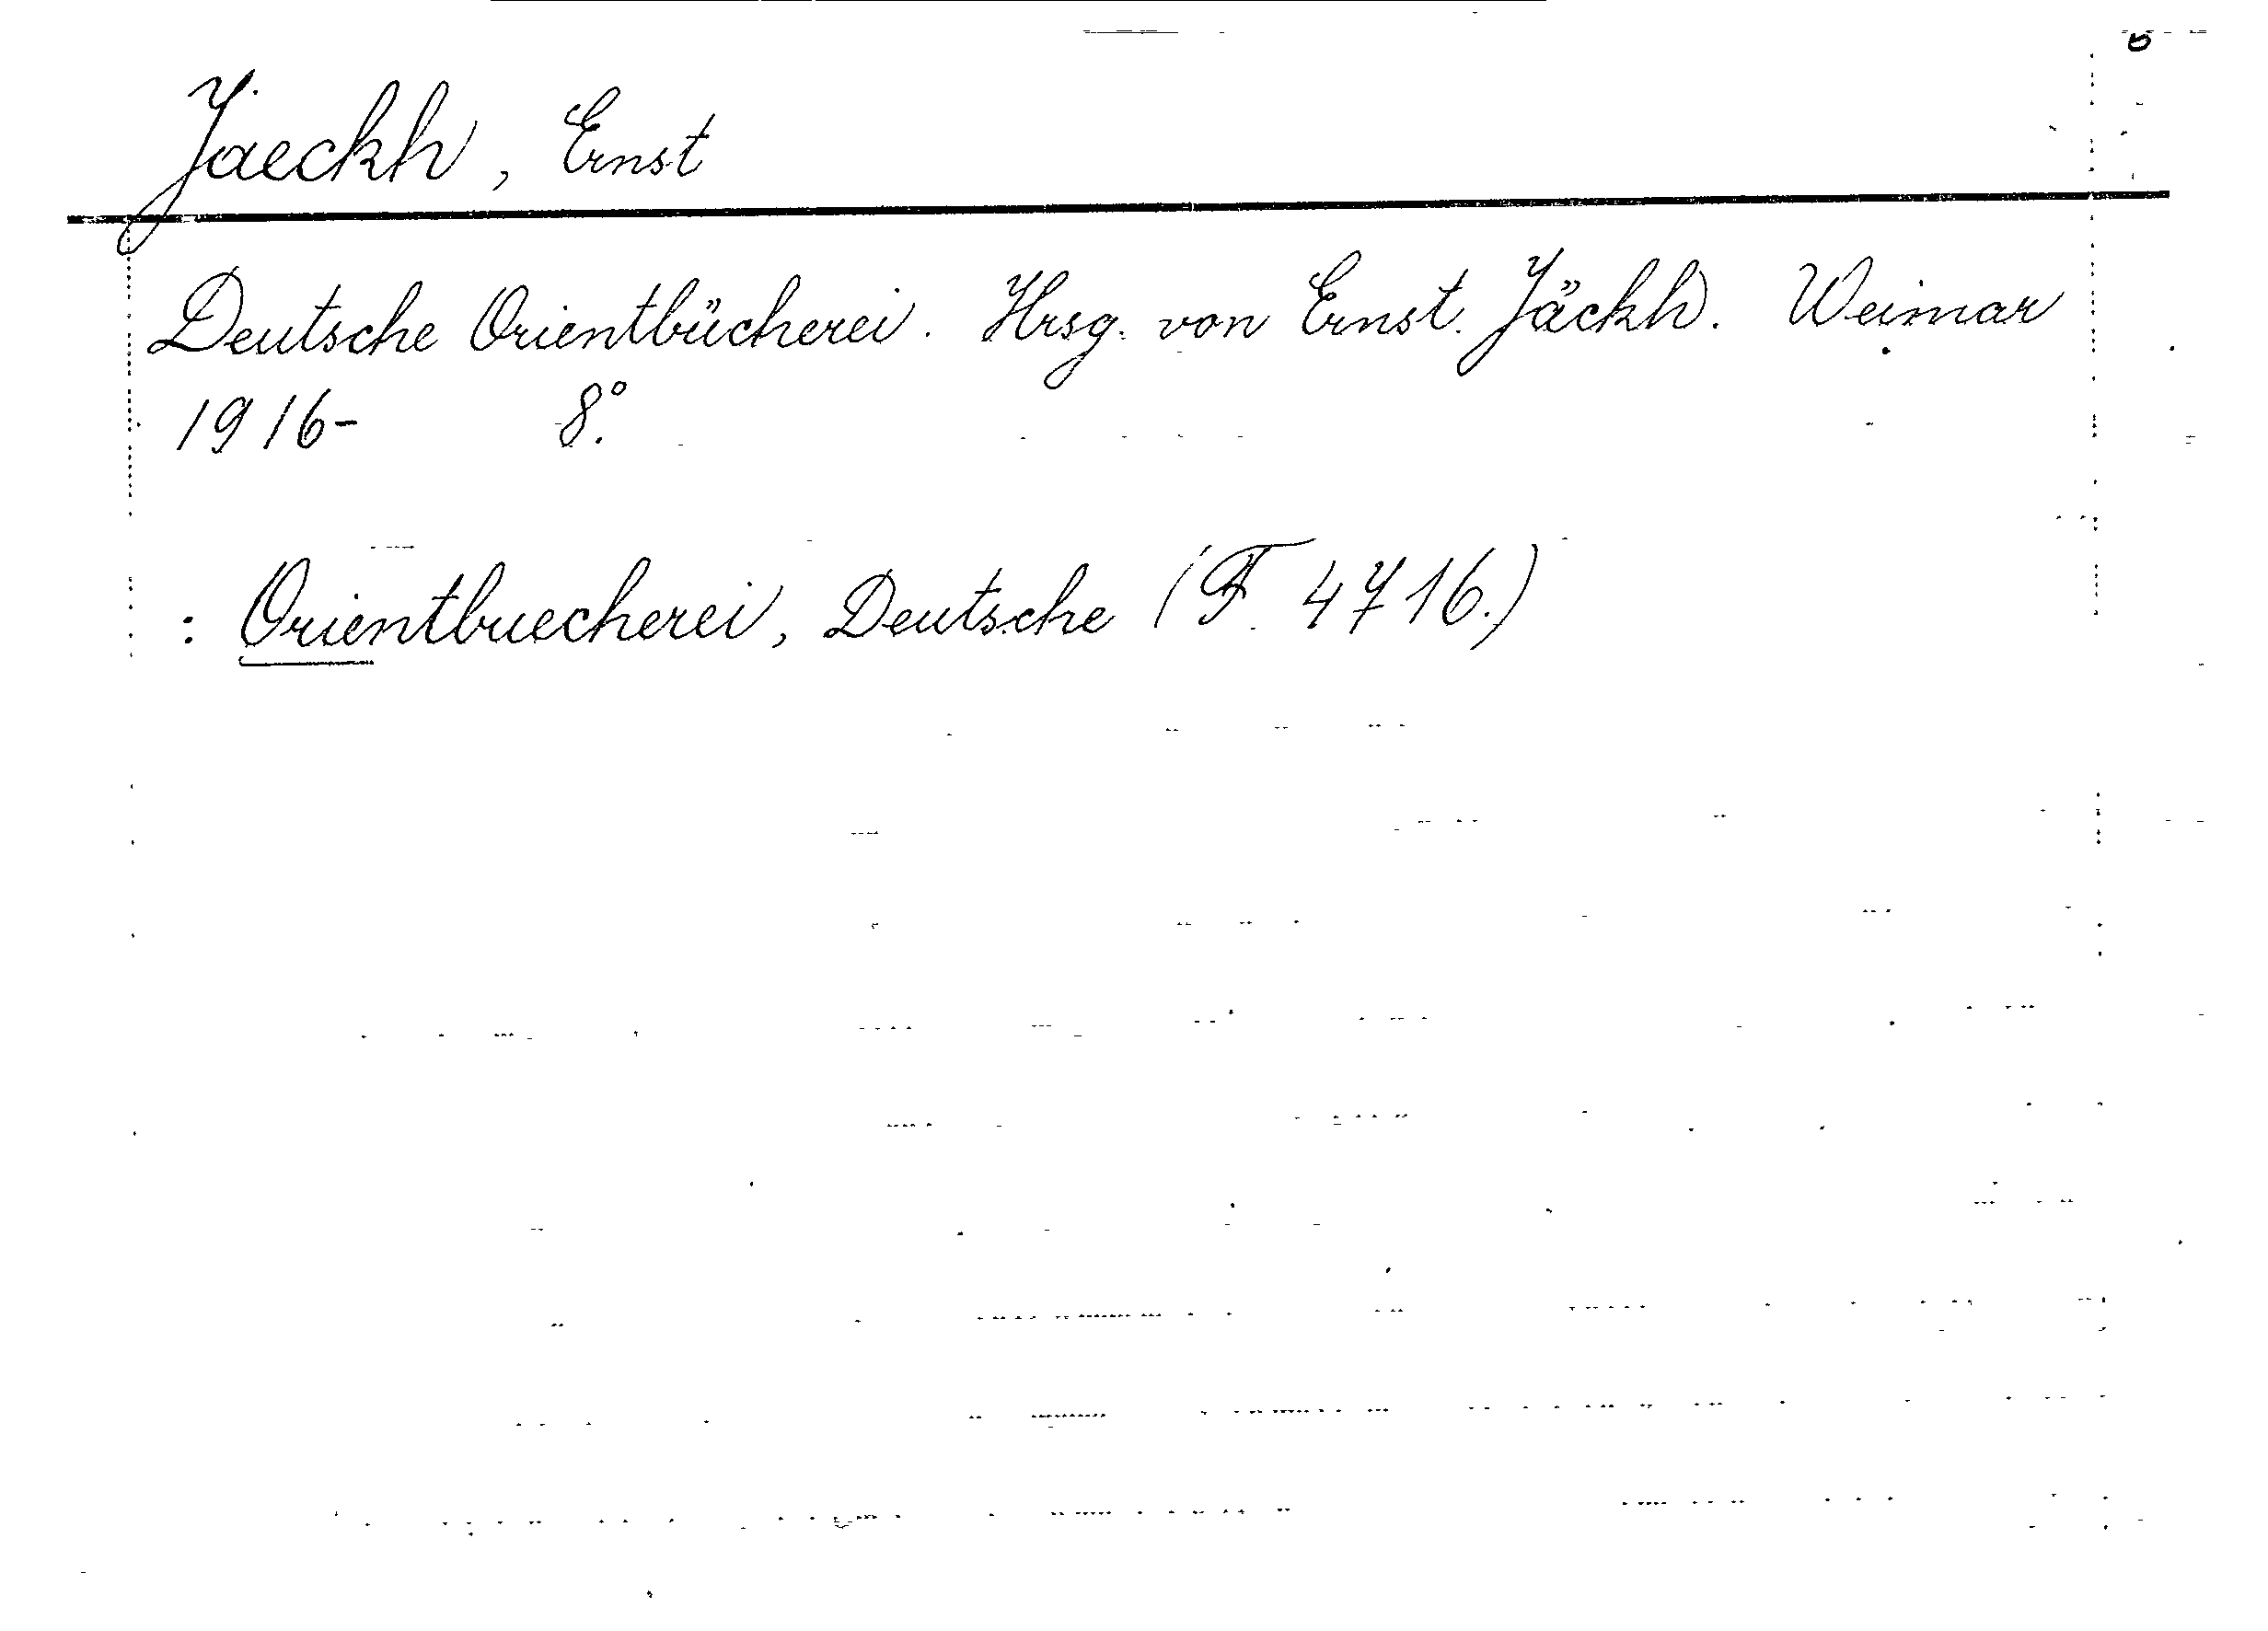 Jaeckh, Ernst
Deutsche Orientbücherei. Hrsg. von Ernst Jäckh. Weimar
1916- 8°.
: Orientbuecherei, Deutsche (F 4716.)